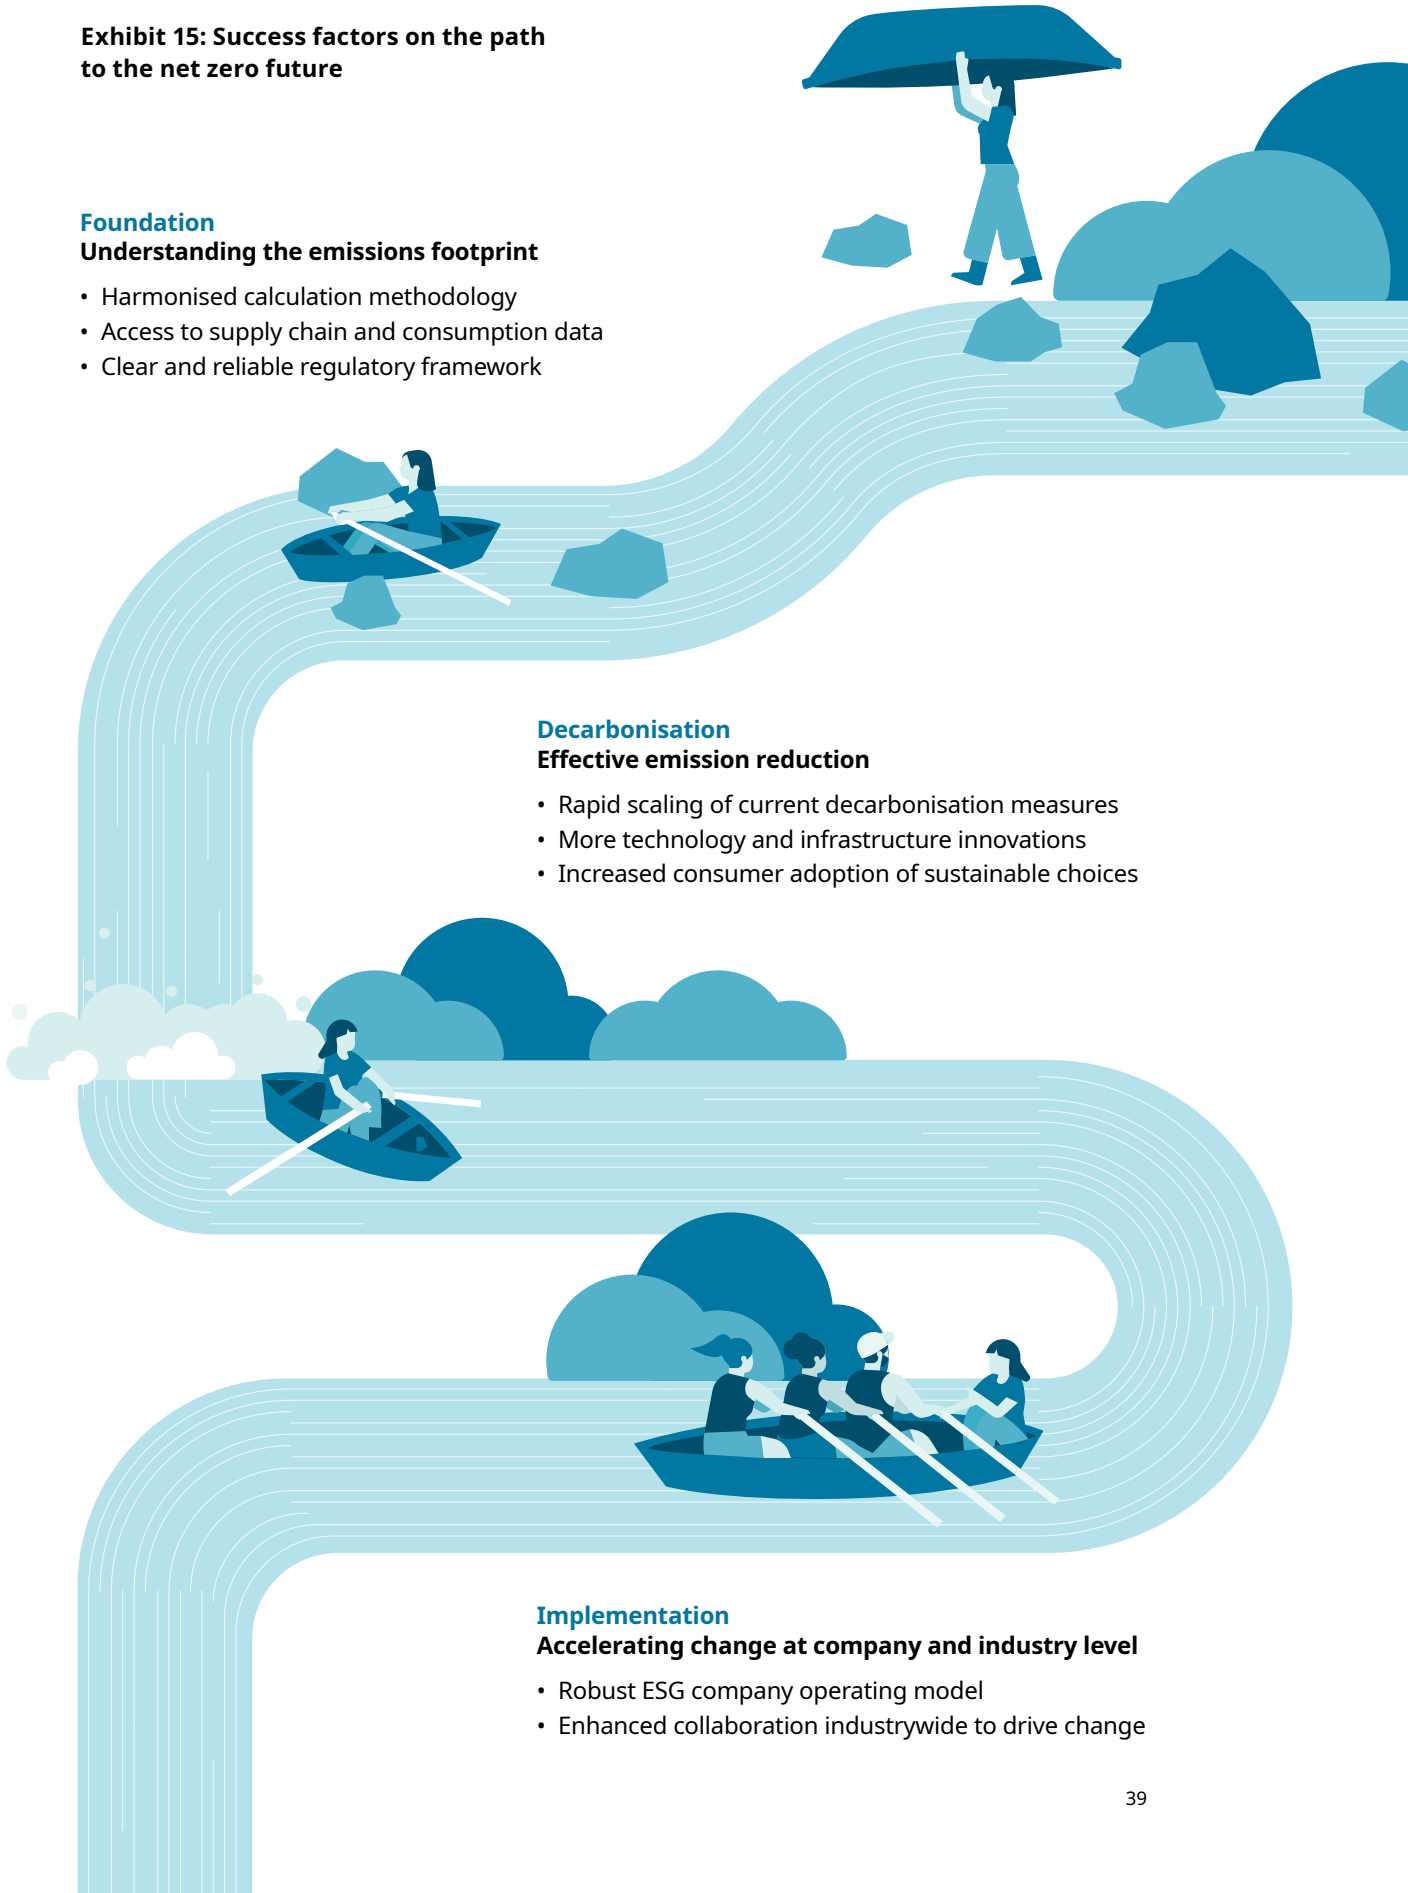 Exhibit 15: Success factors on the path
to the net zero future
Foundation
Understanding the emissions footprint
• Harmonised calculation methodology
• Access to supply chain and consumption data
• Clear and reliable regulatory framework
Decarbonisation
Effective emission reduction
• Rapid scaling of current decarbonisation measures
• More technology and infrastructure innovations
• Increased consumer adoption of sustainable choices
Implementation
Accelerating change at company and industry level
• Robust ESG company operating model
• Enhanced collaboration industrywide to drive change
39